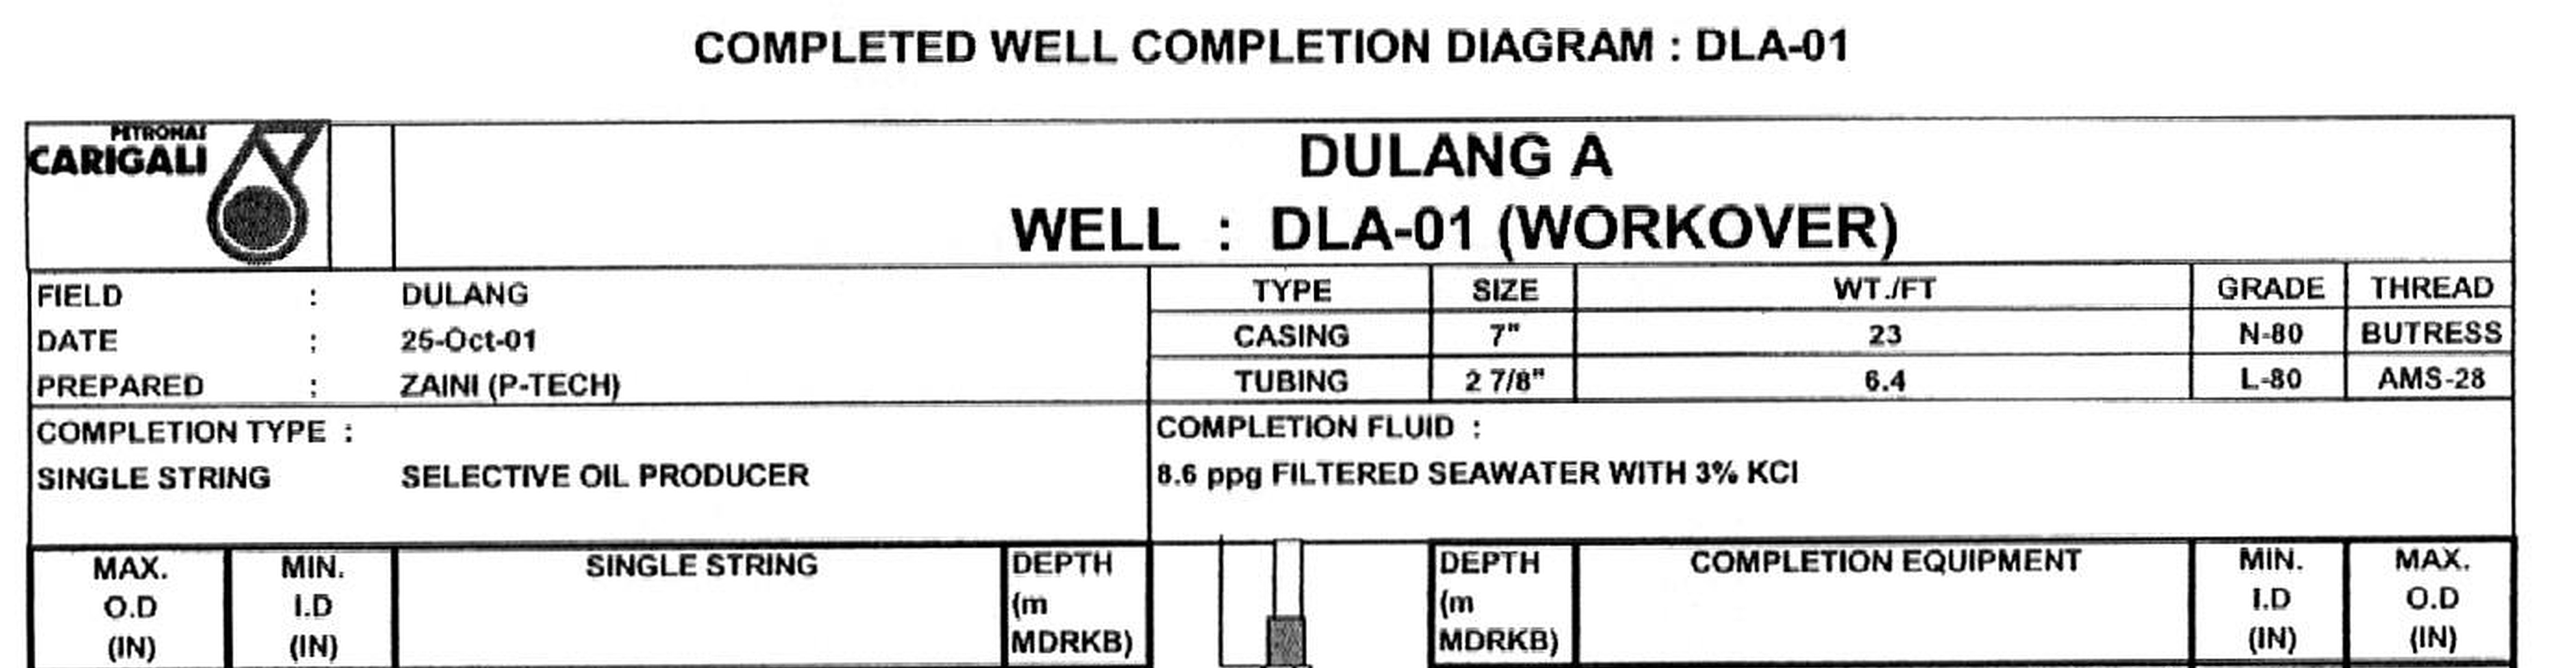 COMPLETED WELL COMPLETION DIAGRAM : DLA-01
PETRONAS
CARIGALI
DULANG A
WELL : DLA-01 (WORKOVER)
FIELD : DULANG
DATE : 25-Oct-01
PREPARED : ZAINI (P-TECH)
TYPE SIZE WT./FT GRADE THREAD
CASING 7" 23 N-80 BUTRESS
TUBING 2 7/8" 6.4 L-80 AMS-28
COMPLETION TYPE :
SINGLE STRING SELECTIVE OIL PRODUCER
COMPLETION FLUID :
8.6 ppg FILTERED SEAWATER WITH 3% KCl
MAX. MIN. SINGLE STRING DEPTH DEPTH COMPLETION EQUIPMENT MIN. MAX.
O.D I.D (m (m I.D O.D
(IN) (IN) MDRKB) MDRKB) (IN) (IN)